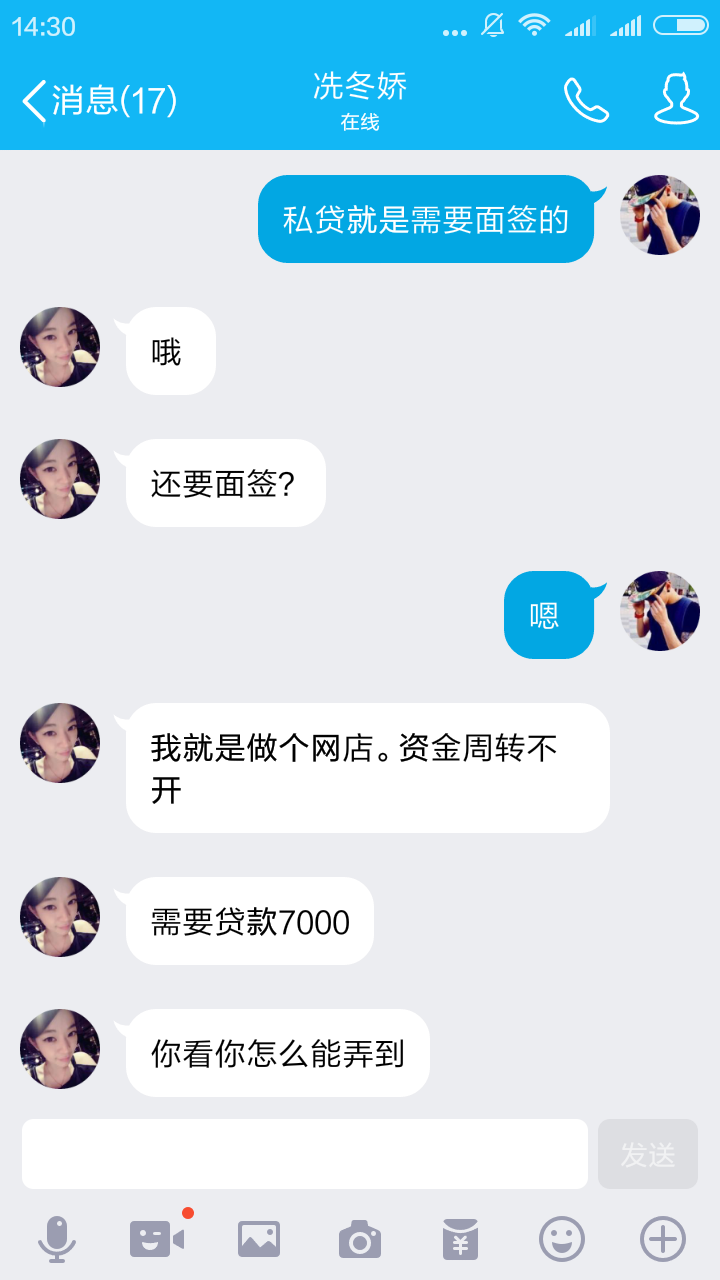 14:30
消息(17)
冼冬娇
在线
私贷就是需要面签的
哦
还要面签?
嗯
我就是做个网店。资金周转不
开
需要贷款7000
你看你怎么能弄到
发送